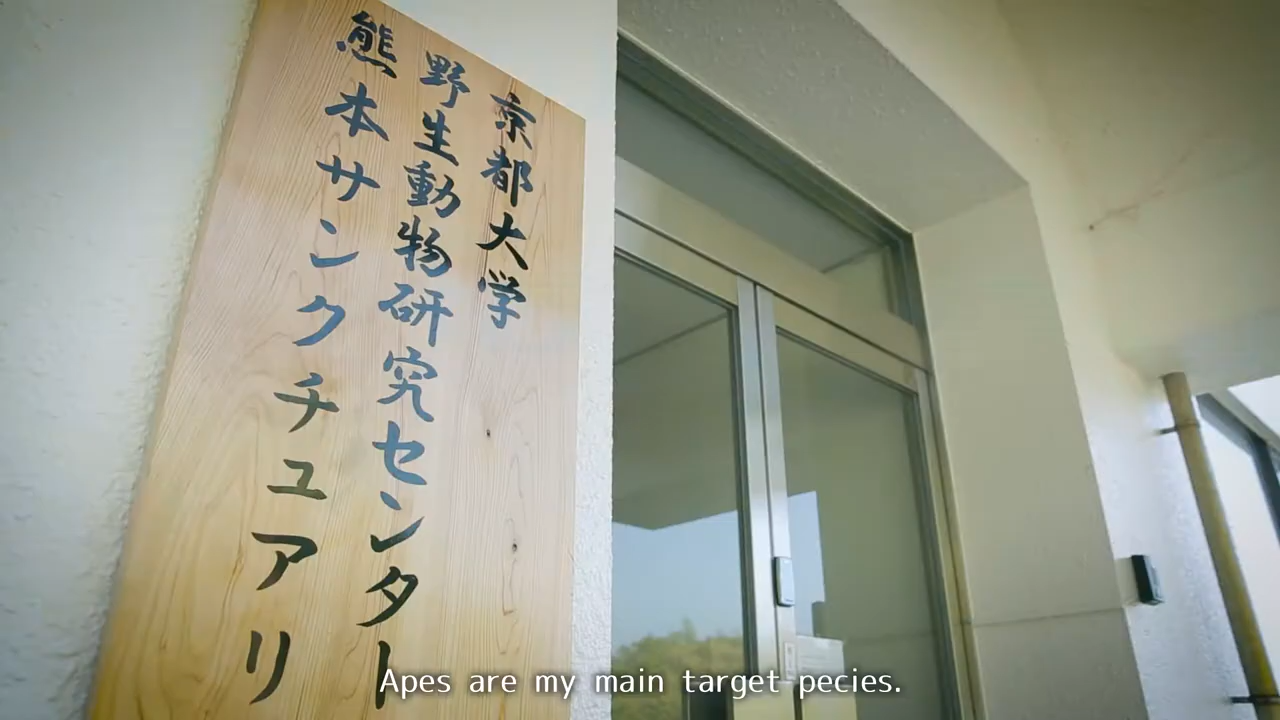 京都大学
野生動物研究センター
熊本サンクチュアリ
Apes are my main target pecies.